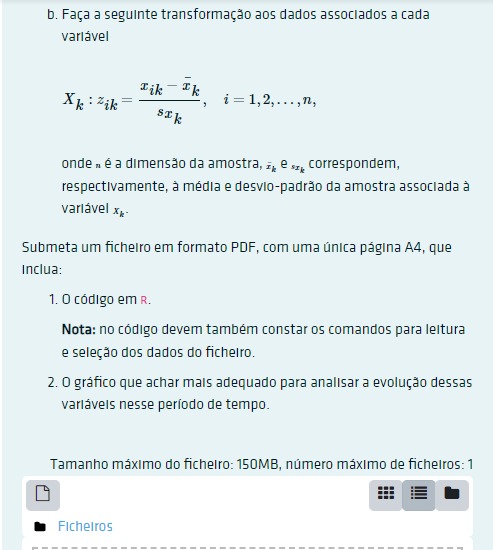 b. Faça a seguinte transformação aos dados associados a cada
variável
X_k : z_{ik} = \frac{x_{ik} - \bar{x}_k}{s_{x_k}}, i = 1, 2, ..., n,
onde n é a dimensão da amostra, \bar{x}_k e s_{x_k} correspondem,
respectivamente, à média e desvio-padrão da amostra associada à
variável X_k.
Submeta um ficheiro em formato PDF, com uma única página A4, que
inclua:
1. O código em R.
Nota: no código devem também constar os comandos para leitura
e seleção dos dados do ficheiro.
2. O gráfico que achar mais adequado para analisar a evolução dessas
variáveis nesse período de tempo.
Tamanho máximo do ficheiro: 150MB, número máximo de ficheiros: 1
Ficheiros